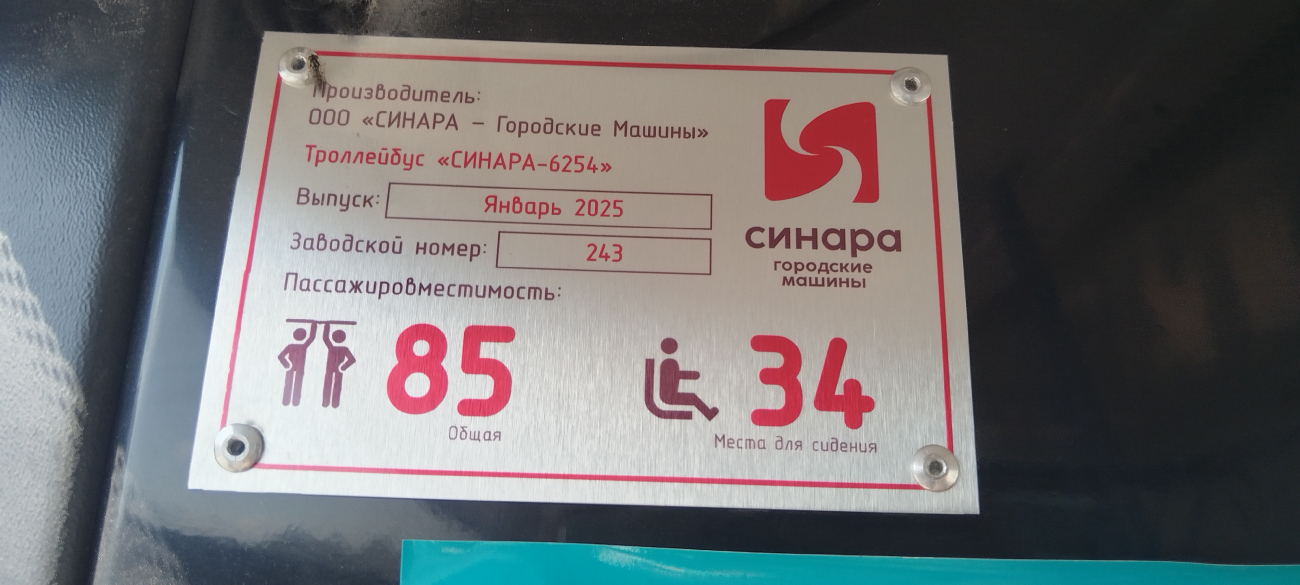 Производитель:
ООО «СИНАРА – Городские Машины»
Троллейбус «СИНАРА-6254»
Выпуск: Январь 2025
Заводской номер: 243
Пассажировместимость:
85
Общая
34
Места для сидения
синара
городские
машины